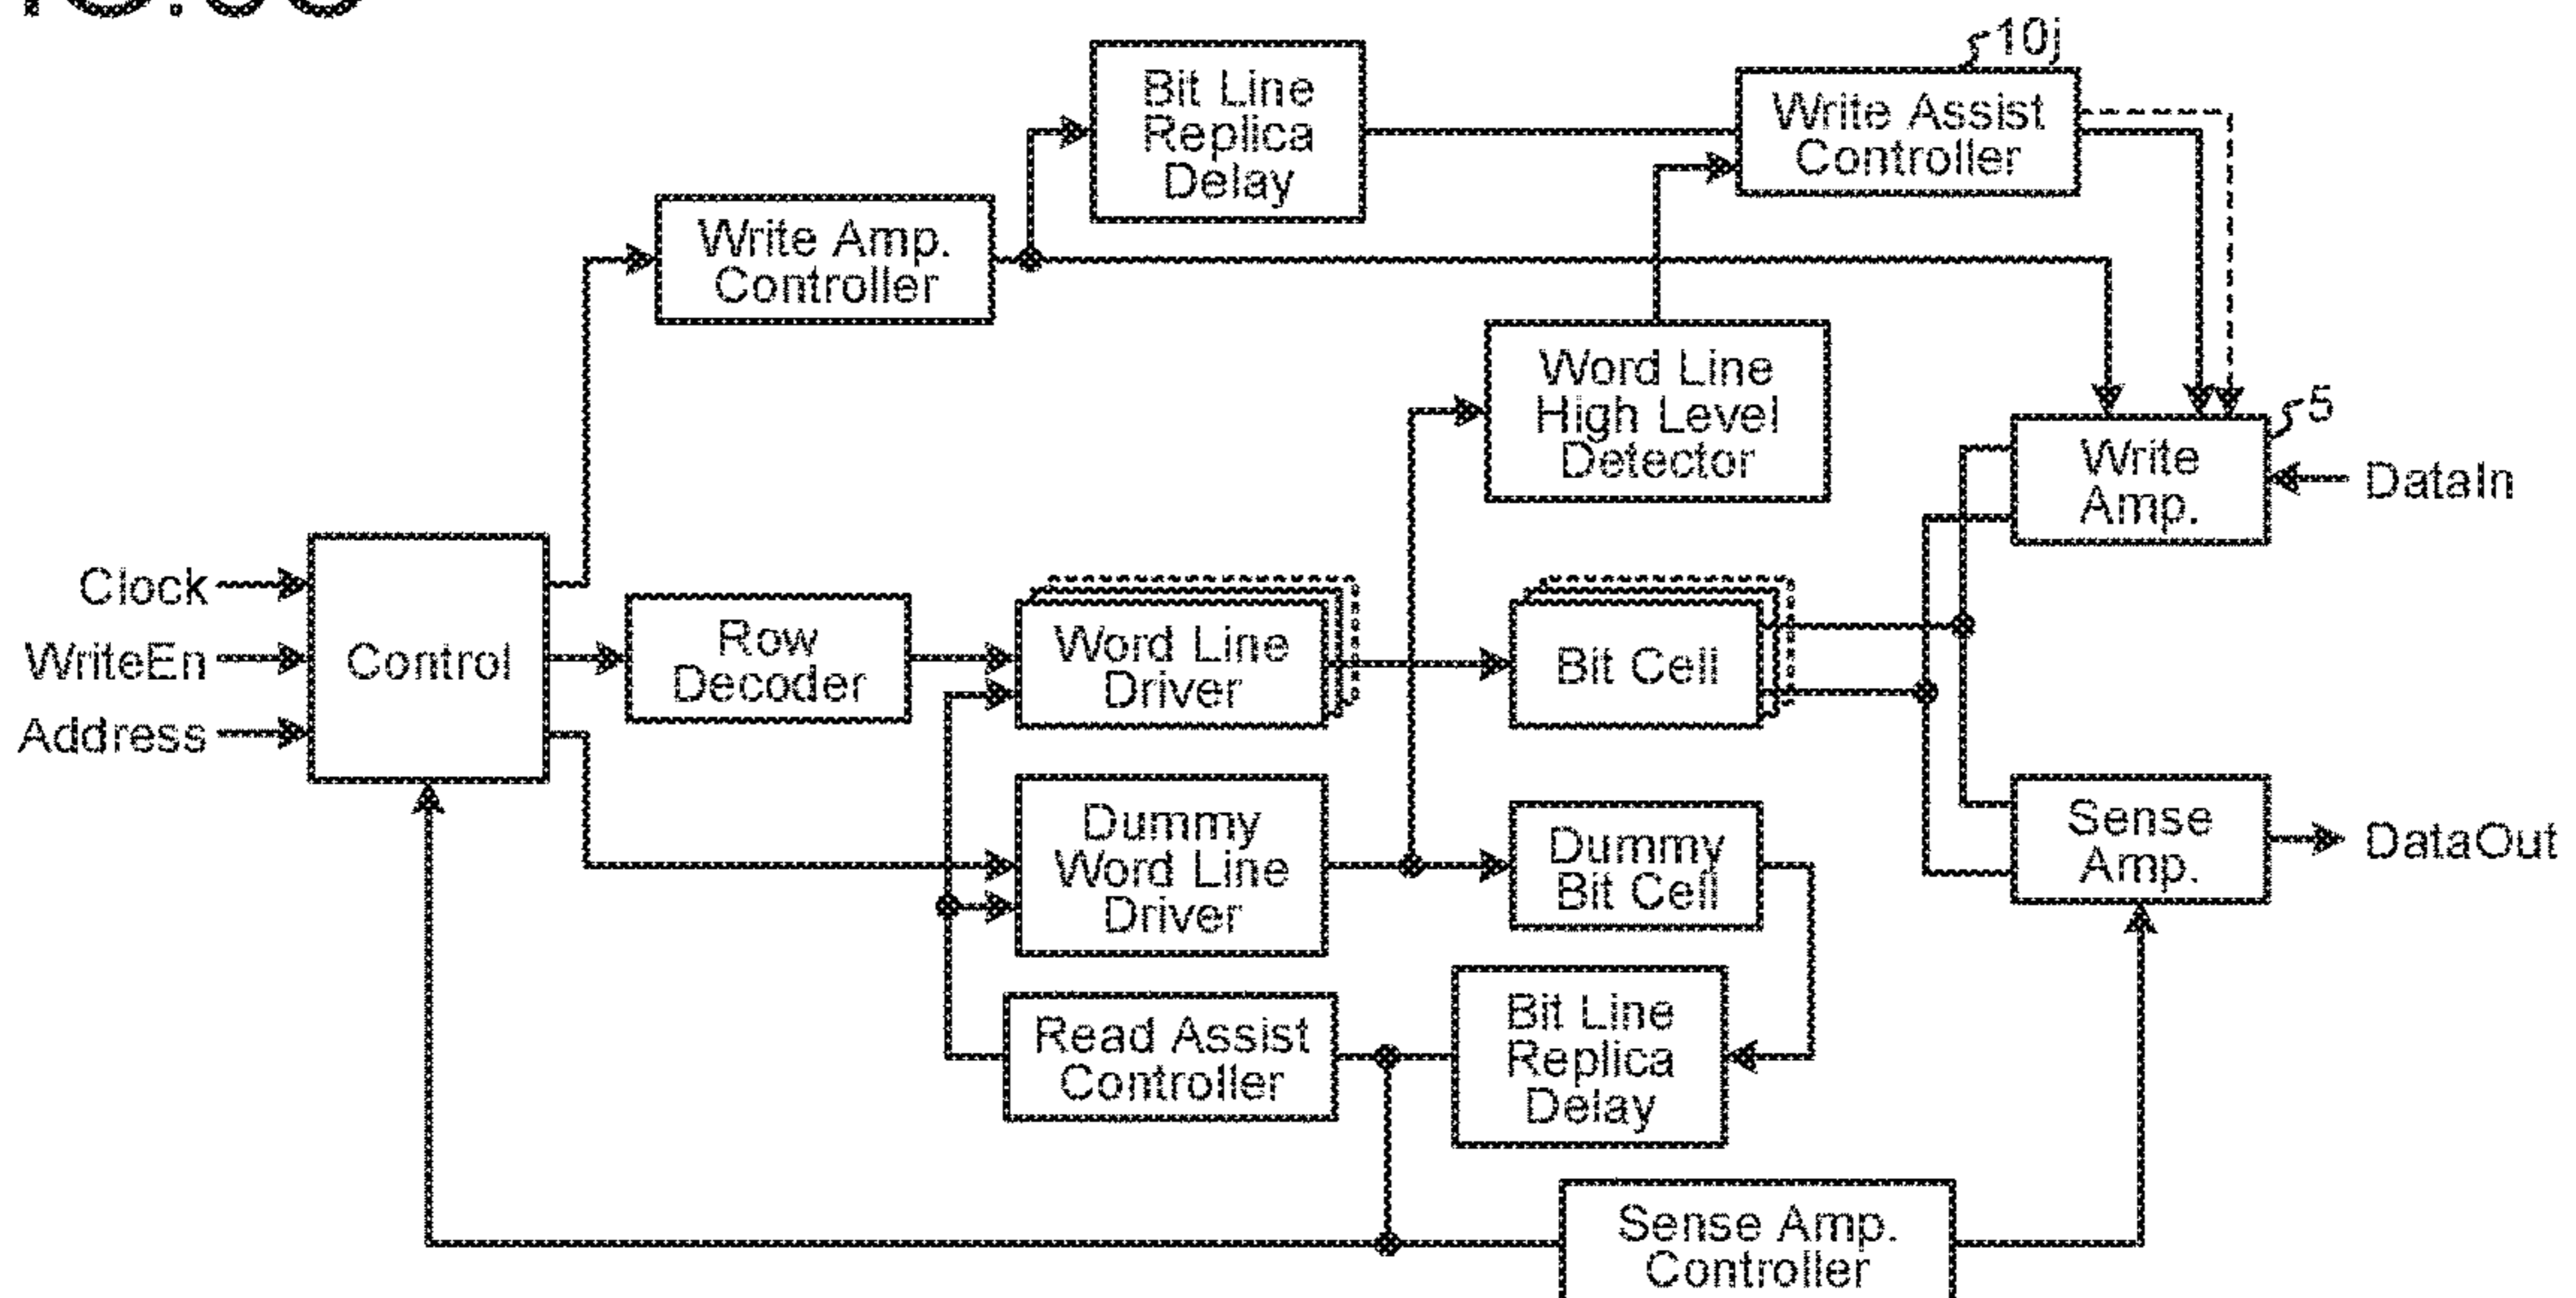 10j
Bit Line
Replica
Delay
Write Assist
Controller
Write Amp.
Controller
Word Line
High Level
Detector
5
Write
Amp.
DataIn
Clock
WriteEn
Address
Control
Row
Decoder
Word Line
Driver
Bit Cell
Dummy
Word Line
Driver
Dummy
Bit Cell
Sense
Amp.
DataOut
Read Assist
Controller
Bit Line
Replica
Delay
Sense Amp.
Controller